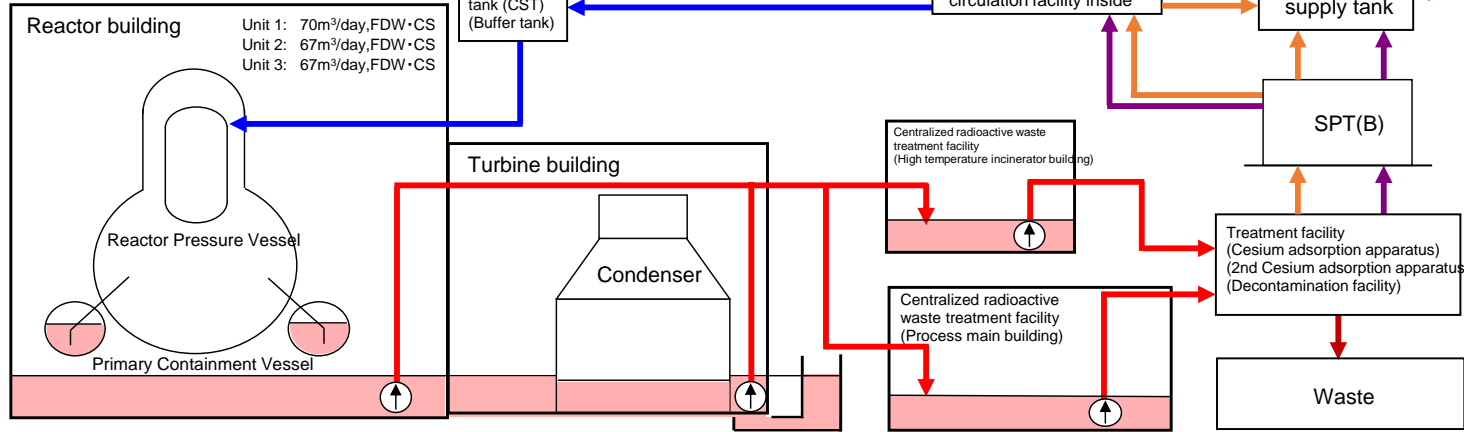 Reactor building
Unit 1: 70m³/day,FDW・CS
Unit 2: 67m³/day,FDW・CS
Unit 3: 67m³/day,FDW・CS
tank (CST)
(Buffer tank)
circulation facility inside
supply tank
SPT(B)
Turbine building
Centralized radioactive waste
treatment facility
(High temperature incinerator building)
Reactor Pressure Vessel
Condenser
Treatment facility
(Cesium adsorption apparatus)
(2nd Cesium adsorption apparatus
(Decontamination facility)
Centralized radioactive
waste treatment facility
(Process main building)
Primary Containment Vessel
Waste